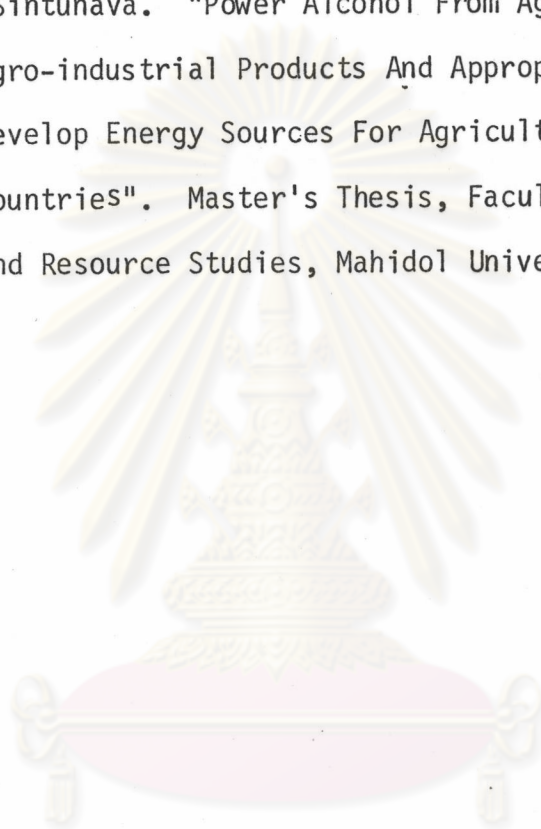 Sintunava. "Power Alcohol From Ag
gro-industrial Products And Approp
evelop Energy Sources For Agricult
ountries". Master's Thesis, Facul
nd Resource Studies, Mahidol Unive